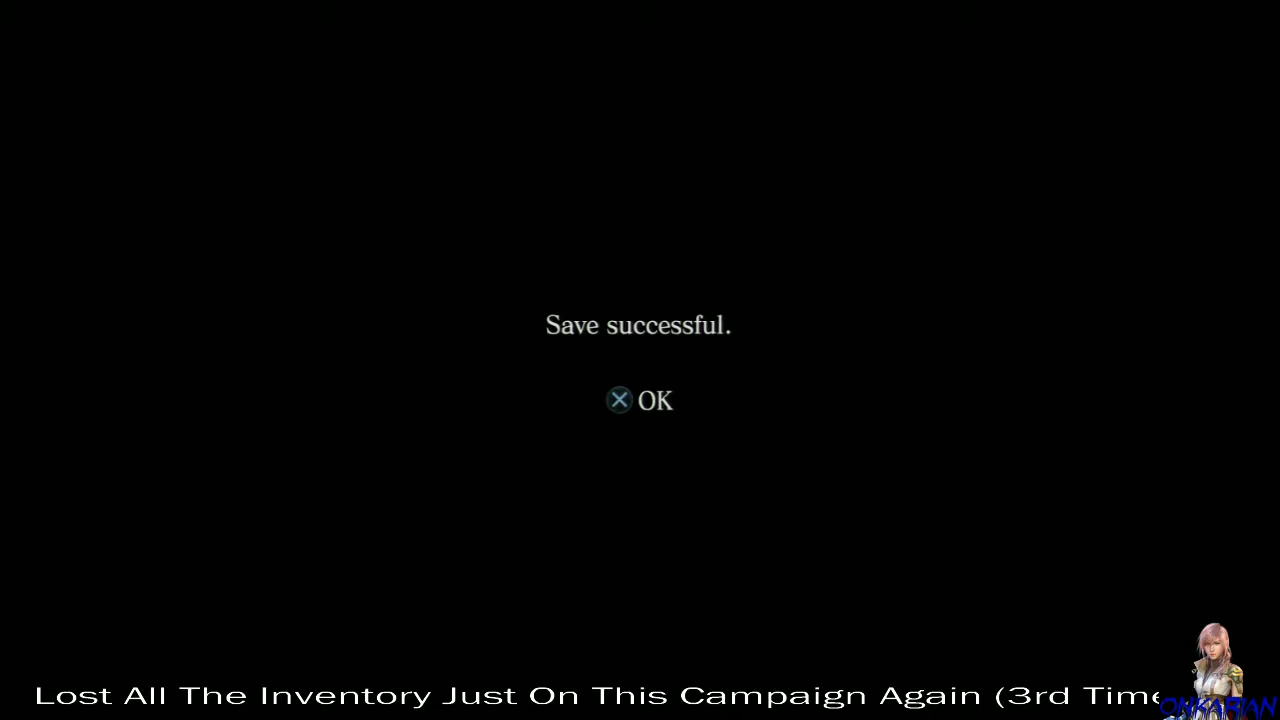 Save successful.
OK
Lost All The Inventory Just On This Campaign Again (3rd Time
ONKARIAN